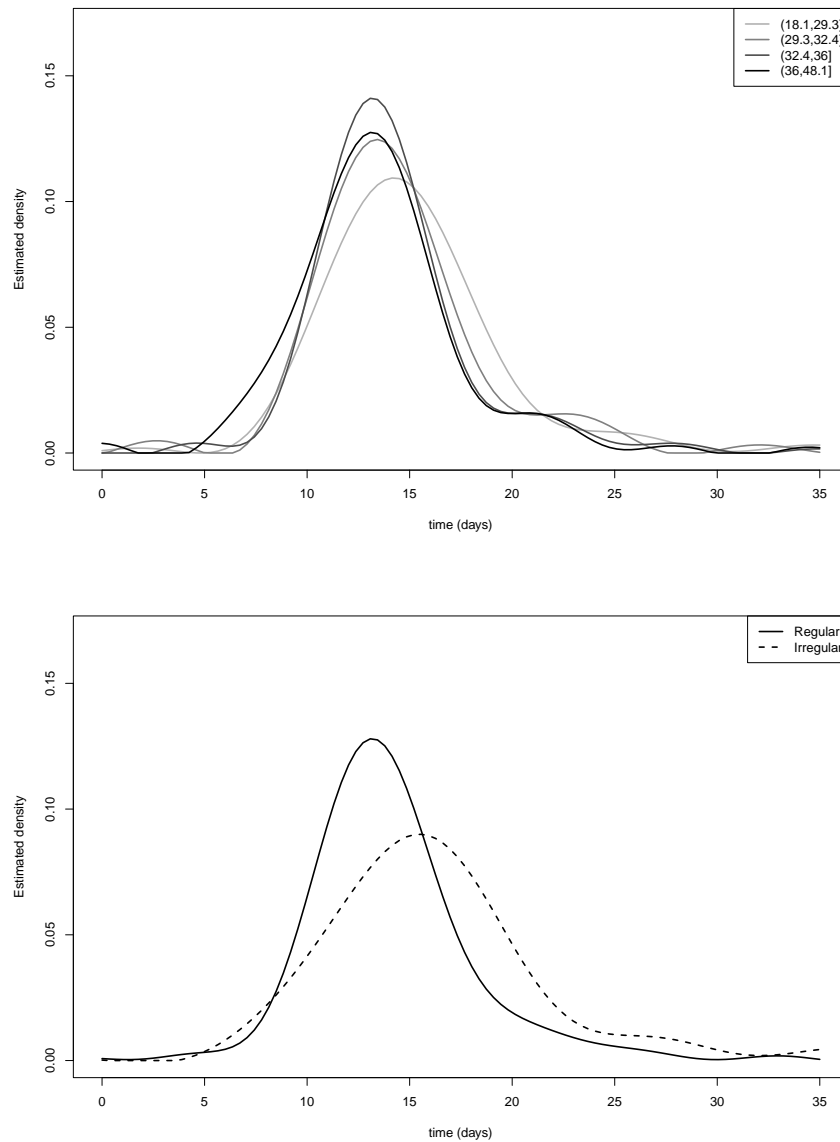 (18.1,29.3]
(29.3,32.4]
(32.4,36]
(36,48.1]
0.15
0.10
0.05
0.00
Estimated density
0 5 10 15 20 25 30 35
time (days)
Regular
Irregular
0.15
0.10
0.05
0.00
Estimated density
0 5 10 15 20 25 30 35
time (days)